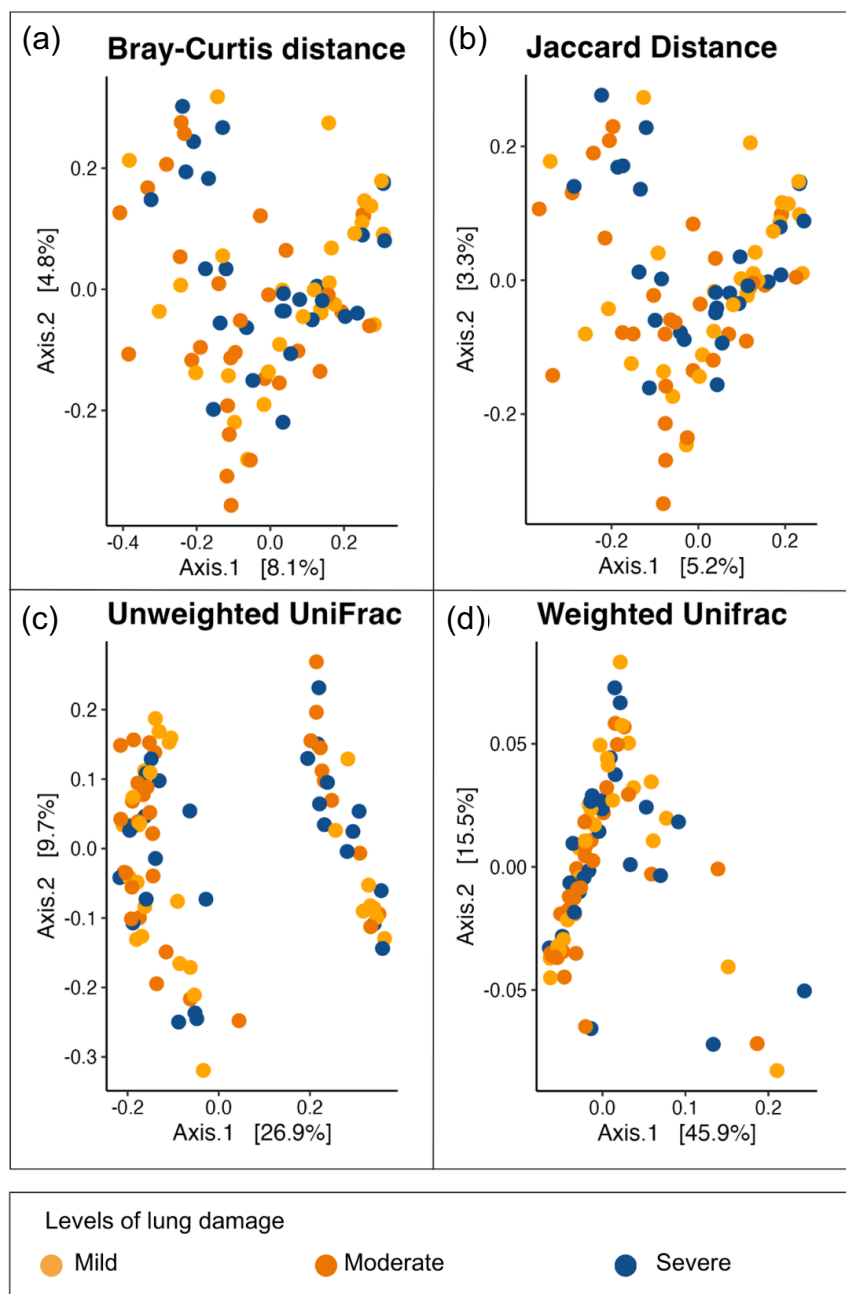 (a) Bray-Curtis distance
0.2
0.0
-0.2
Axis.2 [4.8%]
-0.4 -0.2 0.0 0.2
Axis.1 [8.1%]
(b) Jaccard Distance
0.2
0.0
-0.2
Axis.2 [3.3%]
-0.2 0.0 0.2
Axis.1 [5.2%]
(c) Unweighted UniFrac
0.2
0.1
0.0
-0.1
-0.2
-0.3
Axis.2 [9.7%]
-0.2 0.0 0.2
Axis.1 [26.9%]
(d) Weighted Unifrac
0.05
0.00
-0.05
Axis.2 [15.5%]
0.0 0.1 0.2
Axis.1 [45.9%]
Levels of lung damage
Mild Moderate Severe